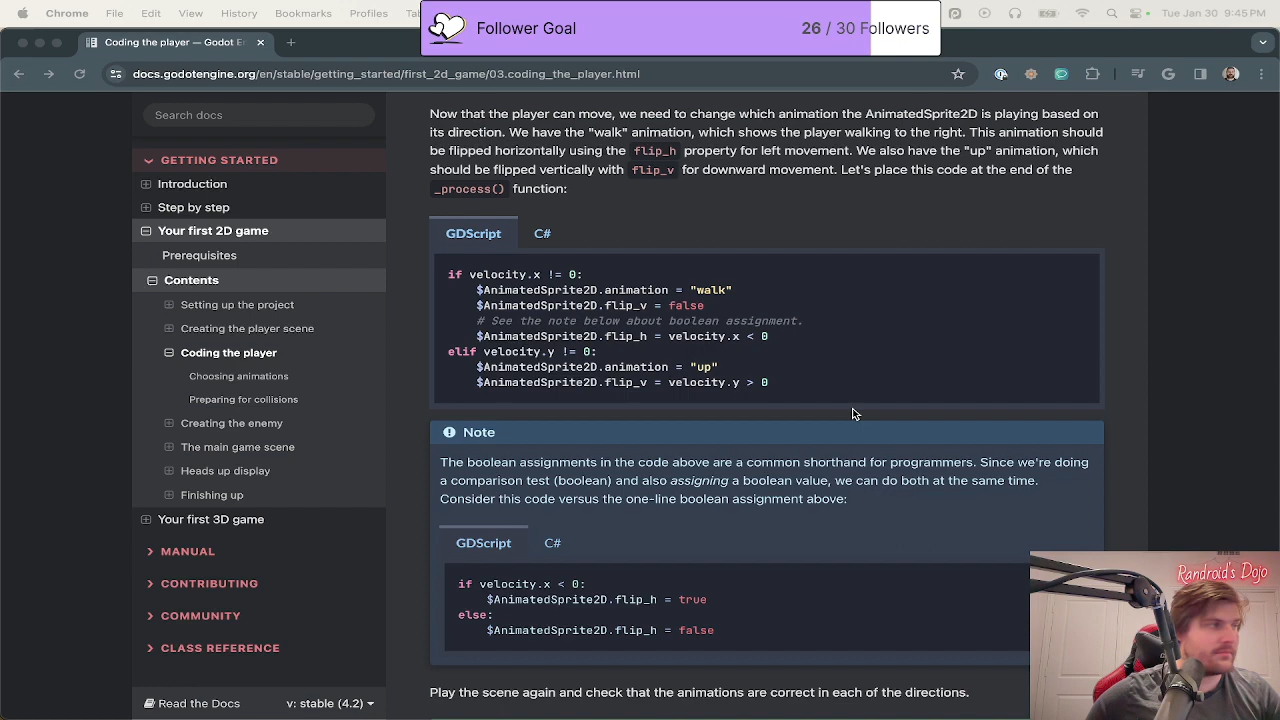 Chrome File Edit View History Bookmarks Profiles Tab
Follower Goal 26 / 30 Followers
Tue Jan 30 9:45 PM
Coding the player — Godot E
docs.godotengine.org/en/stable/getting_started/first_2d_game/03.coding_the_player.html
Search docs
GETTING STARTED
Introduction
Step by step
Your first 2D game
Prerequisites
Contents
Setting up the project
Creating the player scene
Coding the player
Choosing animations
Preparing for collisions
Creating the enemy
The main game scene
Heads up display
Finishing up
Your first 3D game
MANUAL
CONTRIBUTING
COMMUNITY
CLASS REFERENCE
Read the Docs v: stable (4.2)
Now that the player can move, we need to change which animation the AnimatedSprite2D is playing based on
its direction. We have the "walk" animation, which shows the player walking to the right. This animation should
be flipped horizontally using the flip_h property for left movement. We also have the "up" animation, which
should be flipped vertically with flip_v for downward movement. Let's place this code at the end of the
_process() function:
GDScript C#
if velocity.x != 0:
$AnimatedSprite2D.animation = "walk"
$AnimatedSprite2D.flip_v = false
# See the note below about boolean assignment.
$AnimatedSprite2D.flip_h = velocity.x < 0
elif velocity.y != 0:
$AnimatedSprite2D.animation = "up"
$AnimatedSprite2D.flip_v = velocity.y > 0
Note
The boolean assignments in the code above are a common shorthand for programmers. Since we're doing
a comparison test (boolean) and also assigning a boolean value, we can do both at the same time.
Consider this code versus the one-line boolean assignment above:
GDScript C#
if velocity.x < 0:
$AnimatedSprite2D.flip_h = true
else:
$AnimatedSprite2D.flip_h = false
Play the scene again and check that the animations are correct in each of the directions.
Randroid's Dojo